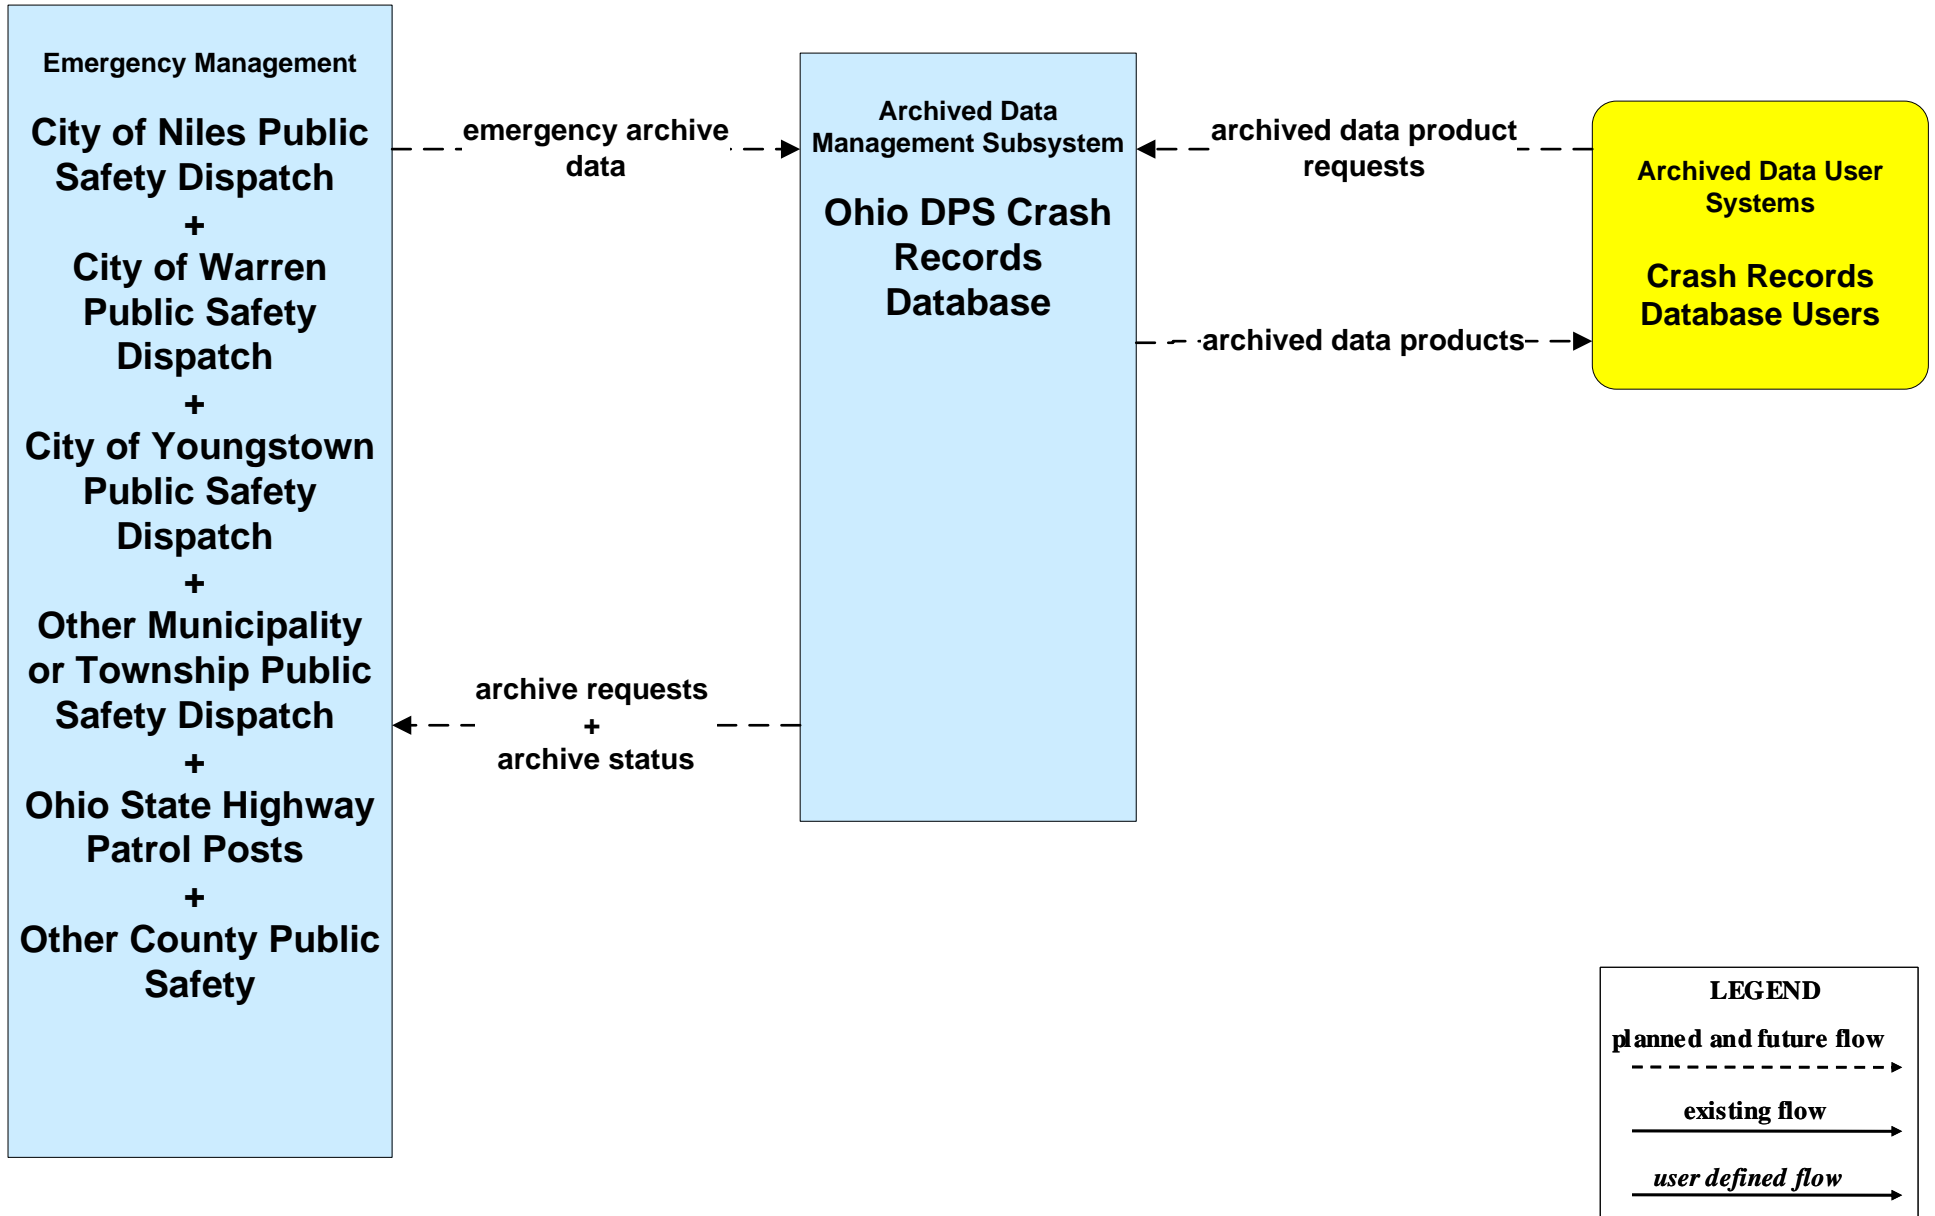 Emergency Management
City of Niles Public
Safety Dispatch
+
City of Warren
Public Safety
Dispatch
+
City of Youngstown
Public Safety
Dispatch
+
Other Municipality
or Township Public
Safety Dispatch
+
Ohio State Highway
Patrol Posts
+
Other County Public
Safety
emergency archive
data
archive requests
+
archive status
Archived Data
Management Subsystem
Ohio DPS Crash
Records
Database
archived data product
requests
archived data products
Archived Data User
Systems
Crash Records
Database Users
LEGEND
planned and future flow
existing flow
user defined flow